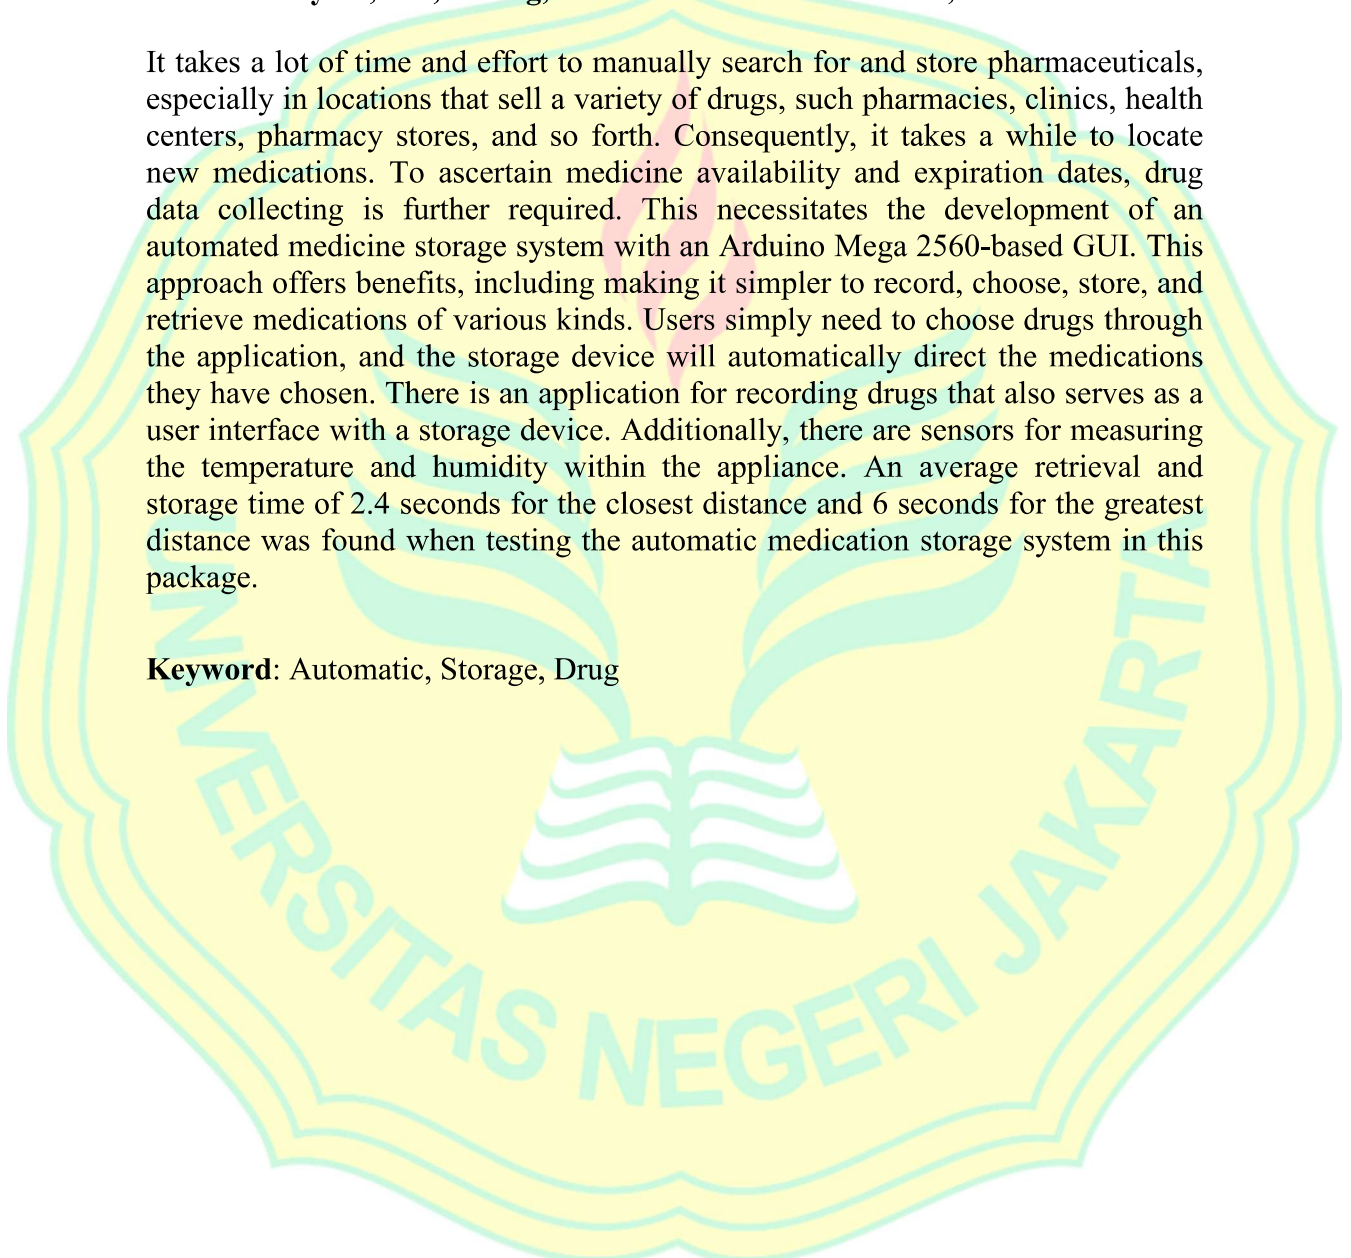 It takes a lot of time and effort to manually search for and store pharmaceuticals,
especially in locations that sell a variety of drugs, such pharmacies, clinics, health
centers, pharmacy stores, and so forth. Consequently, it takes a while to locate
new medications. To ascertain medicine availability and expiration dates, drug
data collecting is further required. This necessitates the development of an
automated medicine storage system with an Arduino Mega 2560-based GUI. This
approach offers benefits, including making it simpler to record, choose, store, and
retrieve medications of various kinds. Users simply need to choose drugs through
the application, and the storage device will automatically direct the medications
they have chosen. There is an application for recording drugs that also serves as a
user interface with a storage device. Additionally, there are sensors for measuring
the temperature and humidity within the appliance. An average retrieval and
storage time of 2.4 seconds for the closest distance and 6 seconds for the greatest
distance was found when testing the automatic medication storage system in this
package.
Keyword: Automatic, Storage, Drug
UNIVERSITAS NEGERI JAKARTA